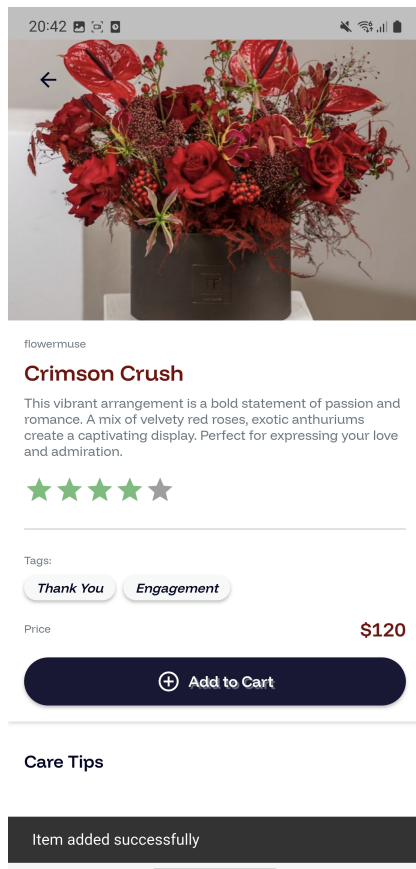 20:42
flowermuse
Crimson Crush
This vibrant arrangement is a bold statement of passion and
romance. A mix of velvety red roses, exotic anthuriums
create a captivating display. Perfect for expressing your love
and admiration.
Tags:
Thank You
Engagement
Price
$120
Add to Cart
Care Tips
Item added successfully